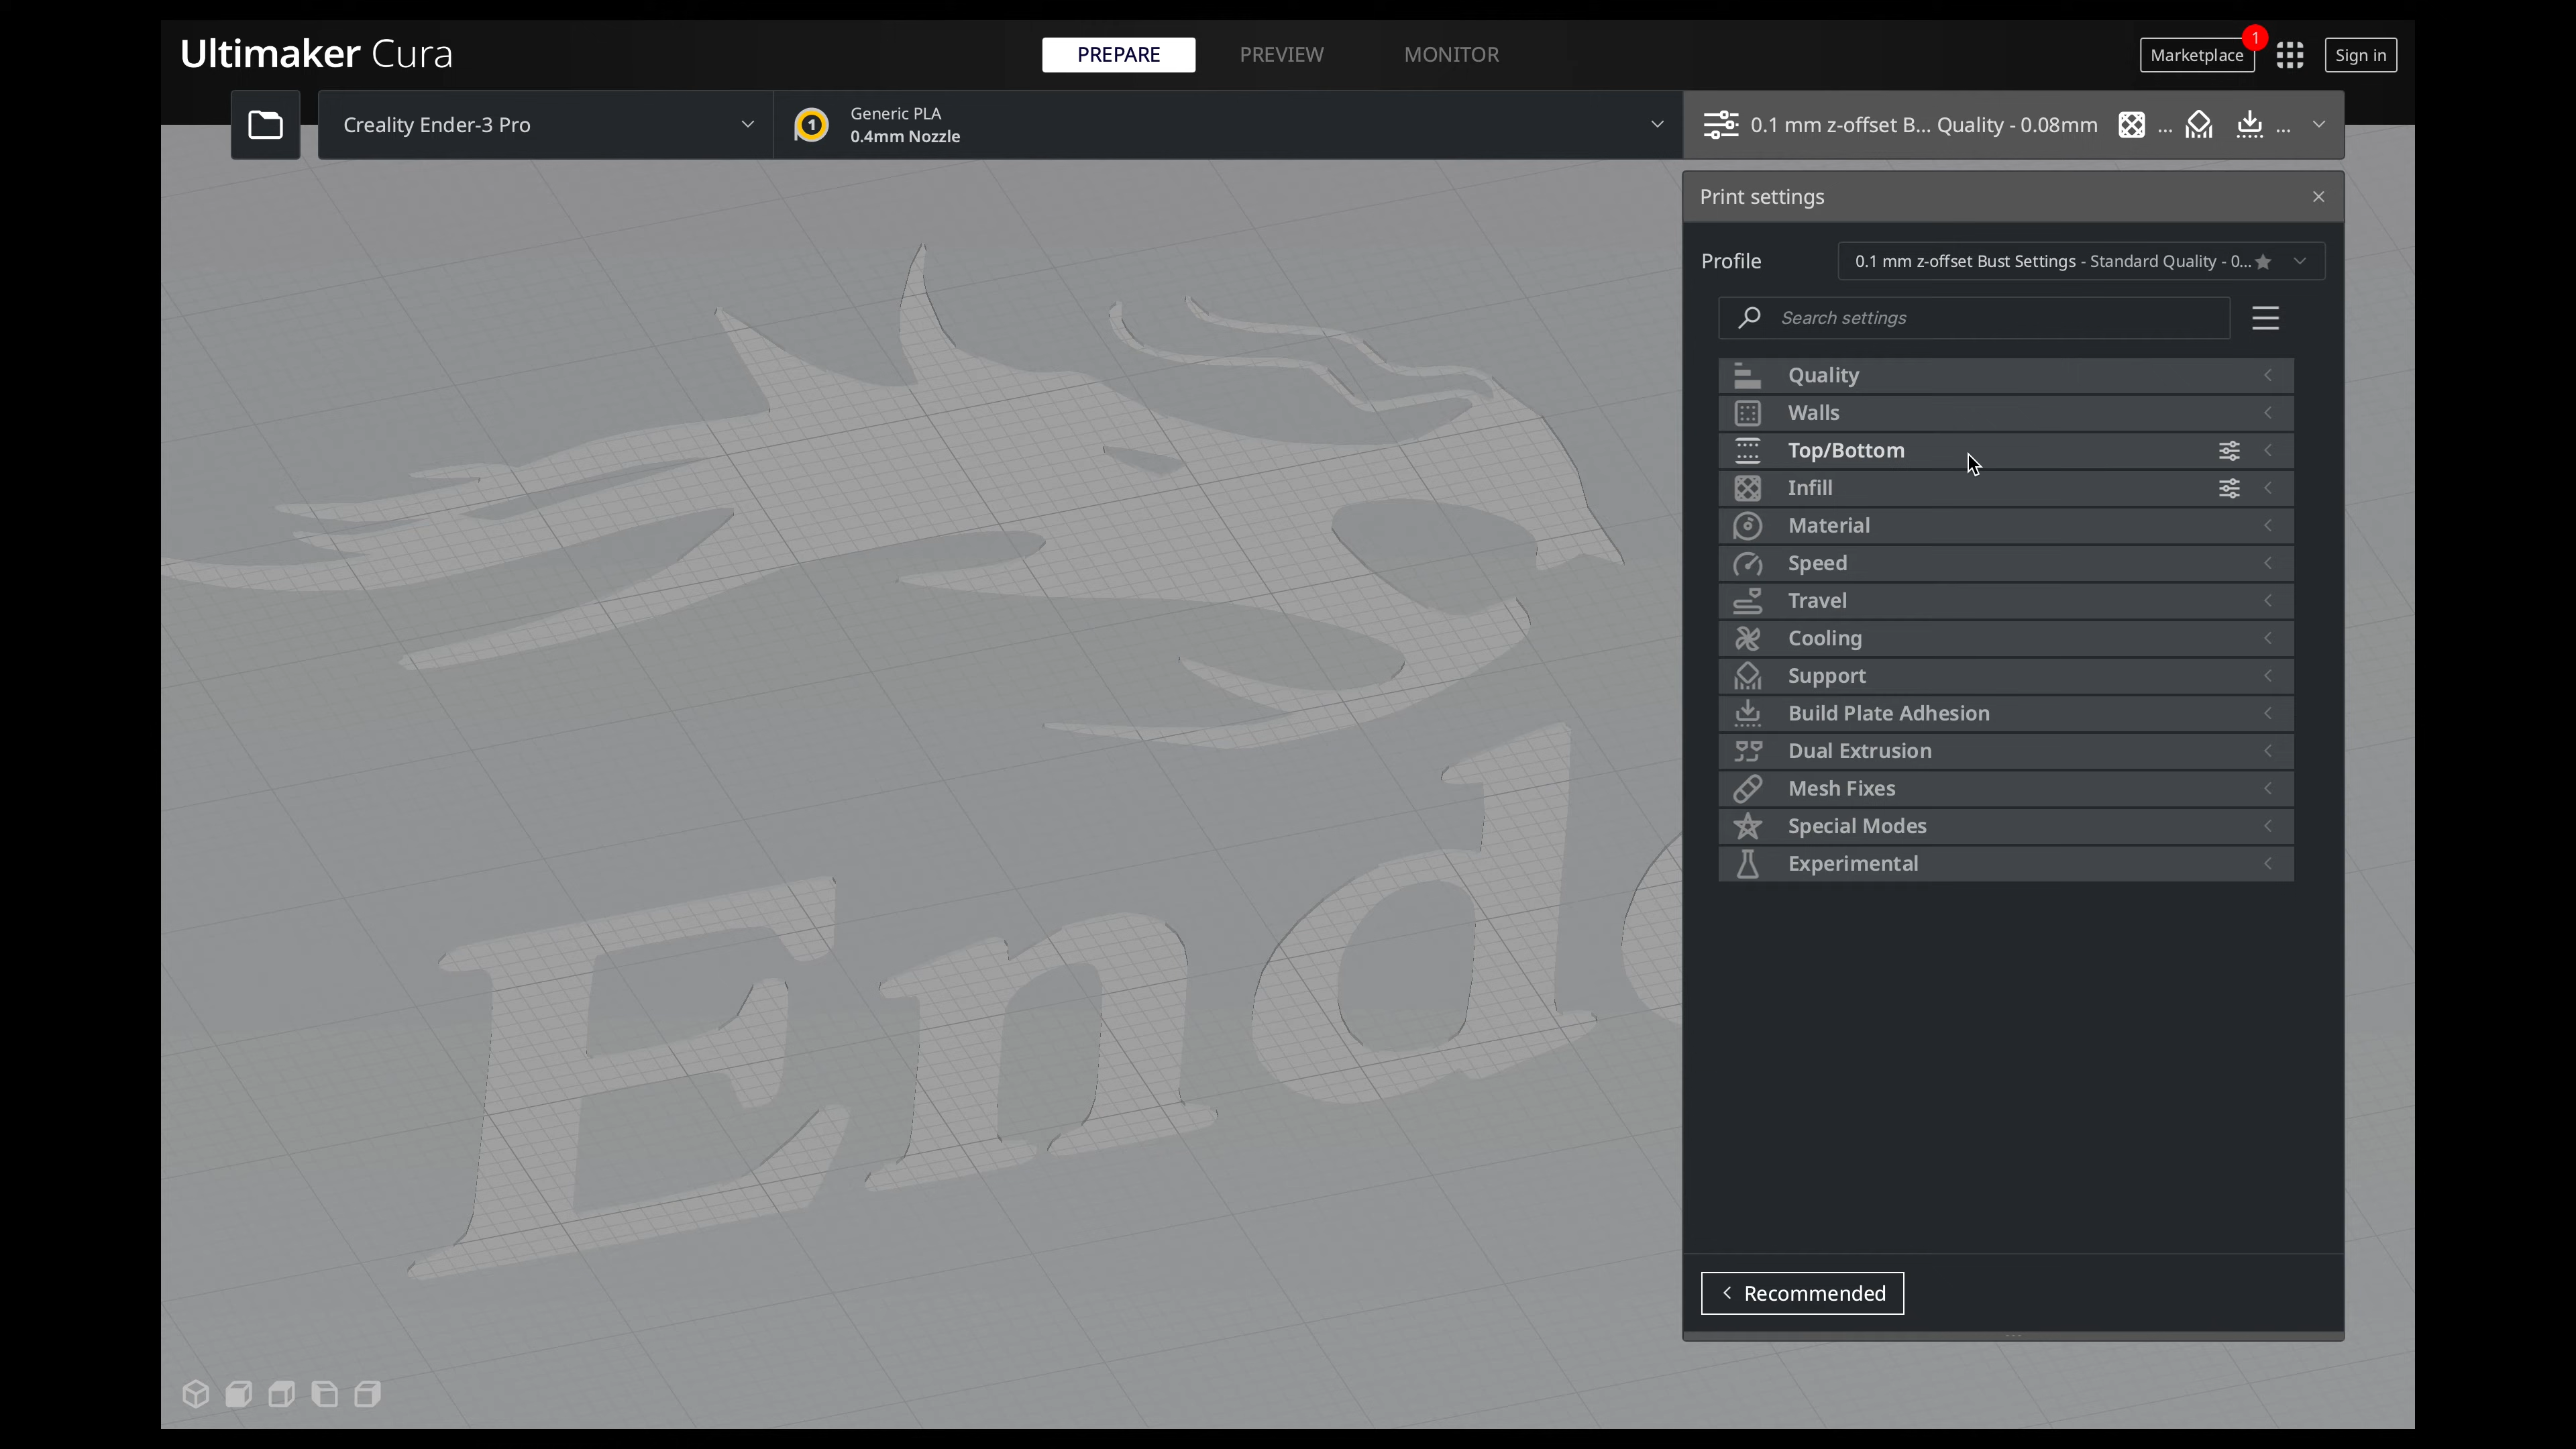 Ultimaker Cura
PREPARE
PREVIEW
MONITOR
Marketplace
1
Sign in
Creality Ender-3 Pro
1
Generic PLA
0.4mm Nozzle
0.1 mm z-offset B... Quality - 0.08mm
...
...
Print settings
Profile
0.1 mm z-offset Bust Settings - Standard Quality - 0...
Search settings
Quality
Walls
Top/Bottom
Infill
Material
Speed
Travel
Cooling
Support
Build Plate Adhesion
Dual Extrusion
Mesh Fixes
Special Modes
Experimental
Recommended
End